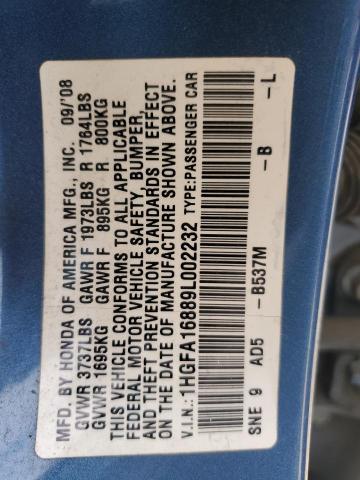 MFD. BY HONDA OF AMERICA MFG., INC. 09/'08
GVWR 3737LBS GAWR F 1973LBS R 1764LBS
GVWR 1695KG GAWR F 895KG R 800KG
THIS VEHICLE CONFORMS TO ALL APPLICABLE
FEDERAL MOTOR VEHICLE SAFETY, BUMPER,
AND THEFT PREVENTION STANDARDS IN EFFECT
ON THE DATE OF MANUFACTURE SHOWN ABOVE.
V.I.N.: 1HGFA16889L002232 TYPE:PASSENGER CAR
SNE 9 AD5 -B537M -B -L